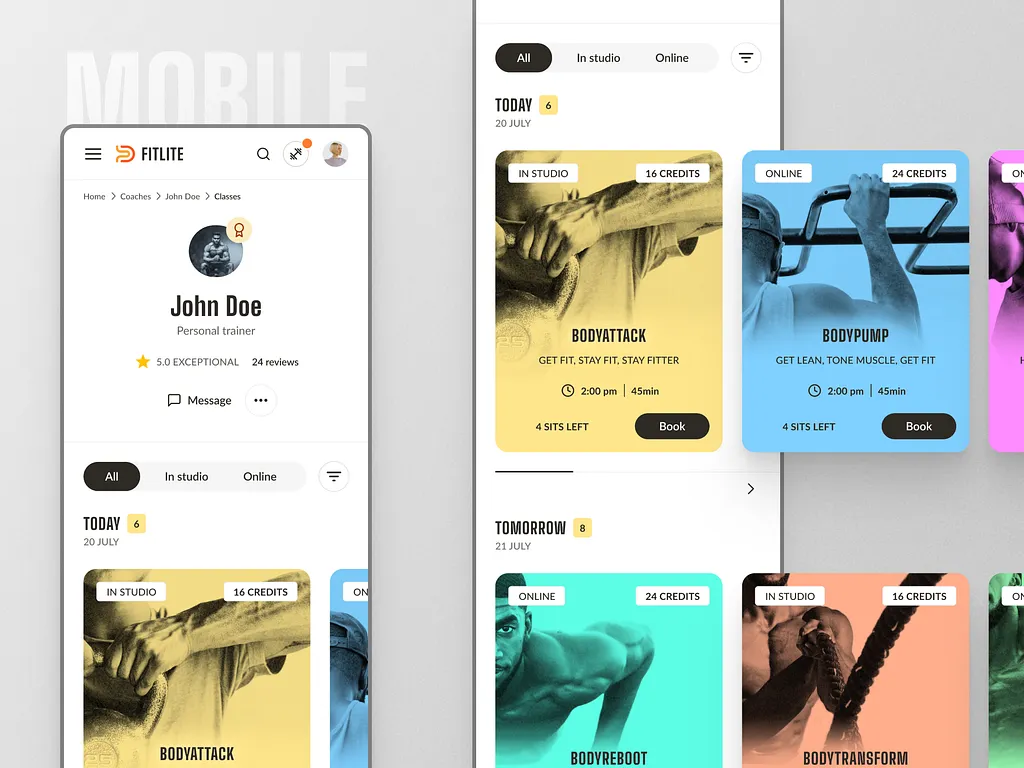 MOBILE
FITLITE
Home > Coaches > John Doe > Classes
John Doe
Personal trainer
5.0 EXCEPTIONAL 24 reviews
Message
All In studio Online
TODAY 6
20 JULY
IN STUDIO 16 CREDITS
BODYATTACK
ON
All In studio Online
TODAY 6
20 JULY
IN STUDIO 16 CREDITS
25
BODYATTACK
GET FIT, STAY FIT, STAY FITTER
2:00 pm | 45min
4 SITS LEFT Book
ONLINE 24 CREDITS
BODYPUMP
GET LEAN, TONE MUSCLE, GET FIT
2:00 pm | 45min
4 SITS LEFT Book
TOMORROW 8
21 JULY
ONLINE 24 CREDITS
BODYREBOOT
IN STUDIO 16 CREDITS
BODYTRANSFORM